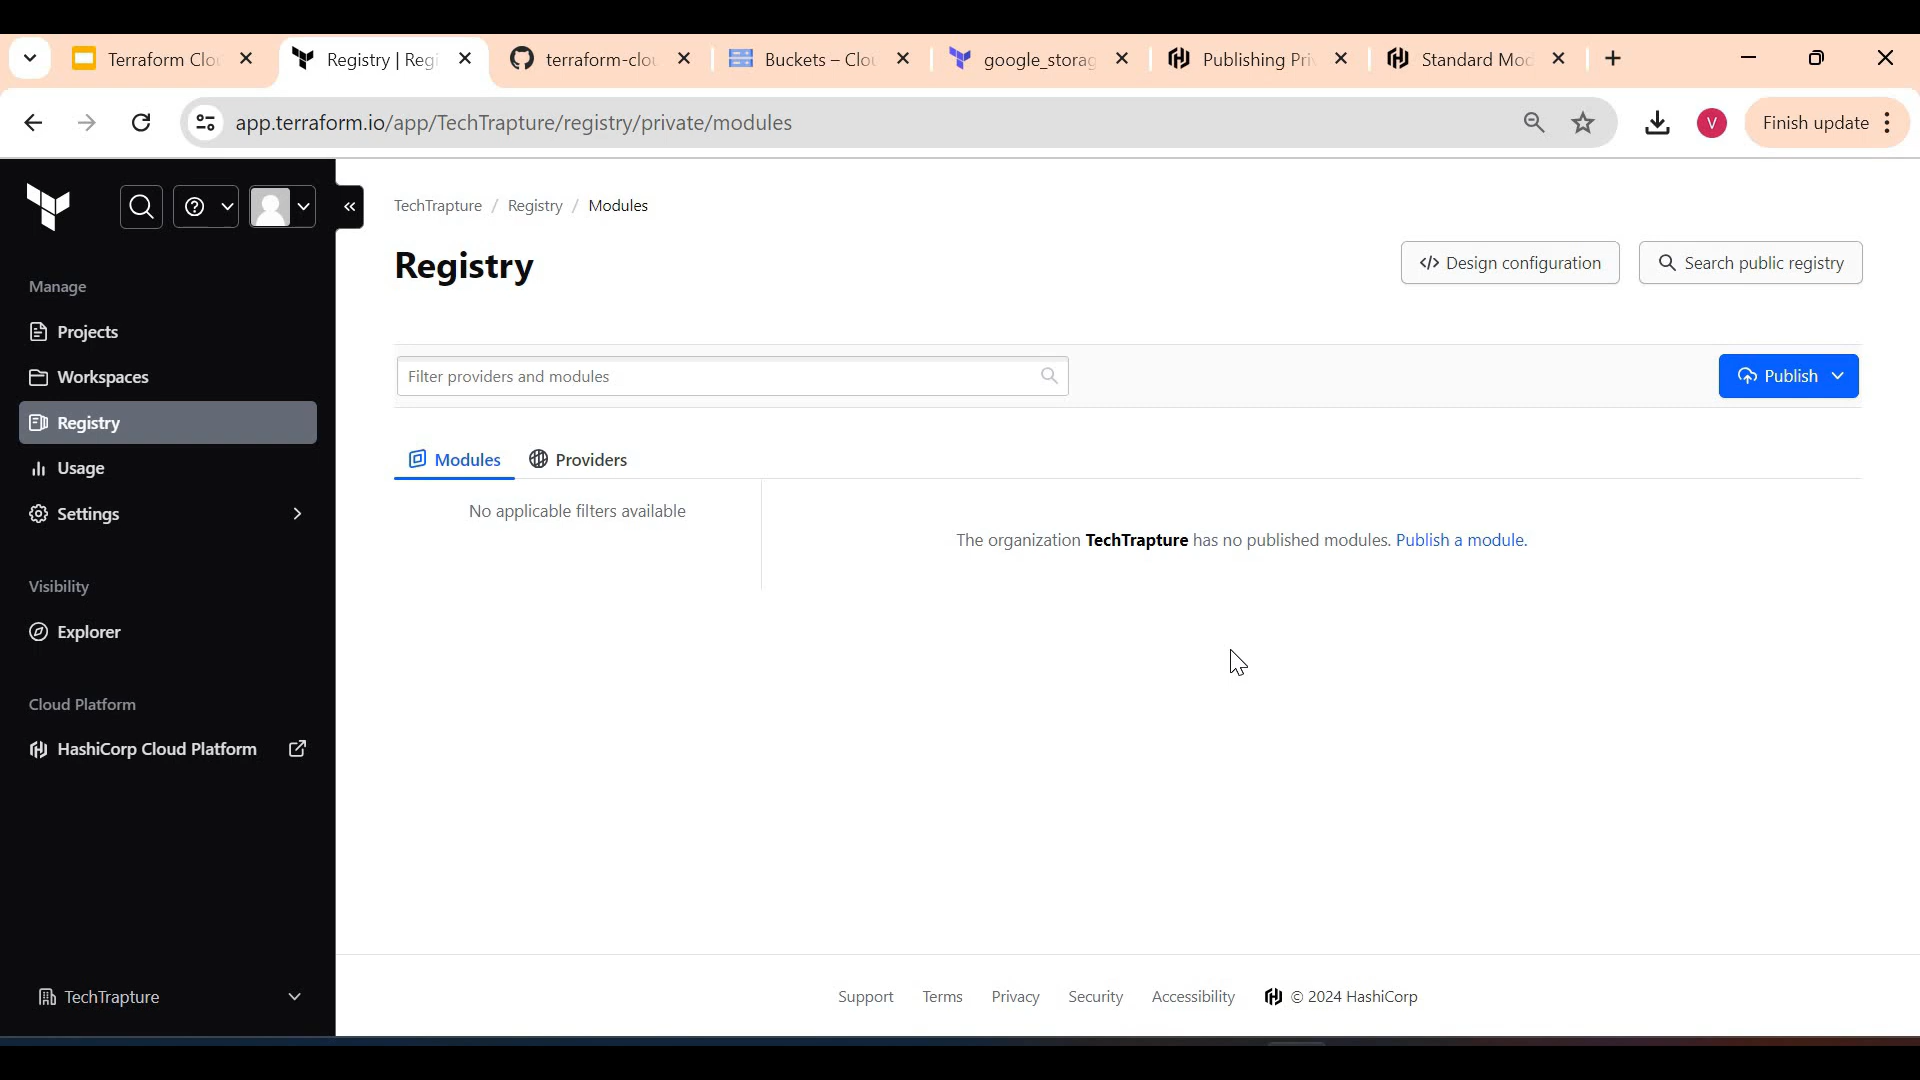 Terraform Clo
Registry | Regi
terraform-clou
Buckets – Clou
google_storag
Publishing Pri
Standard Mod
app.terraform.io/app/TechTrapture/registry/private/modules
V
Finish update
TechTrapture / Registry / Modules
Registry
Design configuration
Search public registry
Manage
Projects
Workspaces
Registry
Usage
Settings
Visibility
Explorer
Cloud Platform
HashiCorp Cloud Platform
TechTrapture
Filter providers and modules
Publish
Modules
Providers
No applicable filters available
The organization TechTrapture has no published modules. Publish a module.
Support Terms Privacy Security Accessibility © 2024 HashiCorp